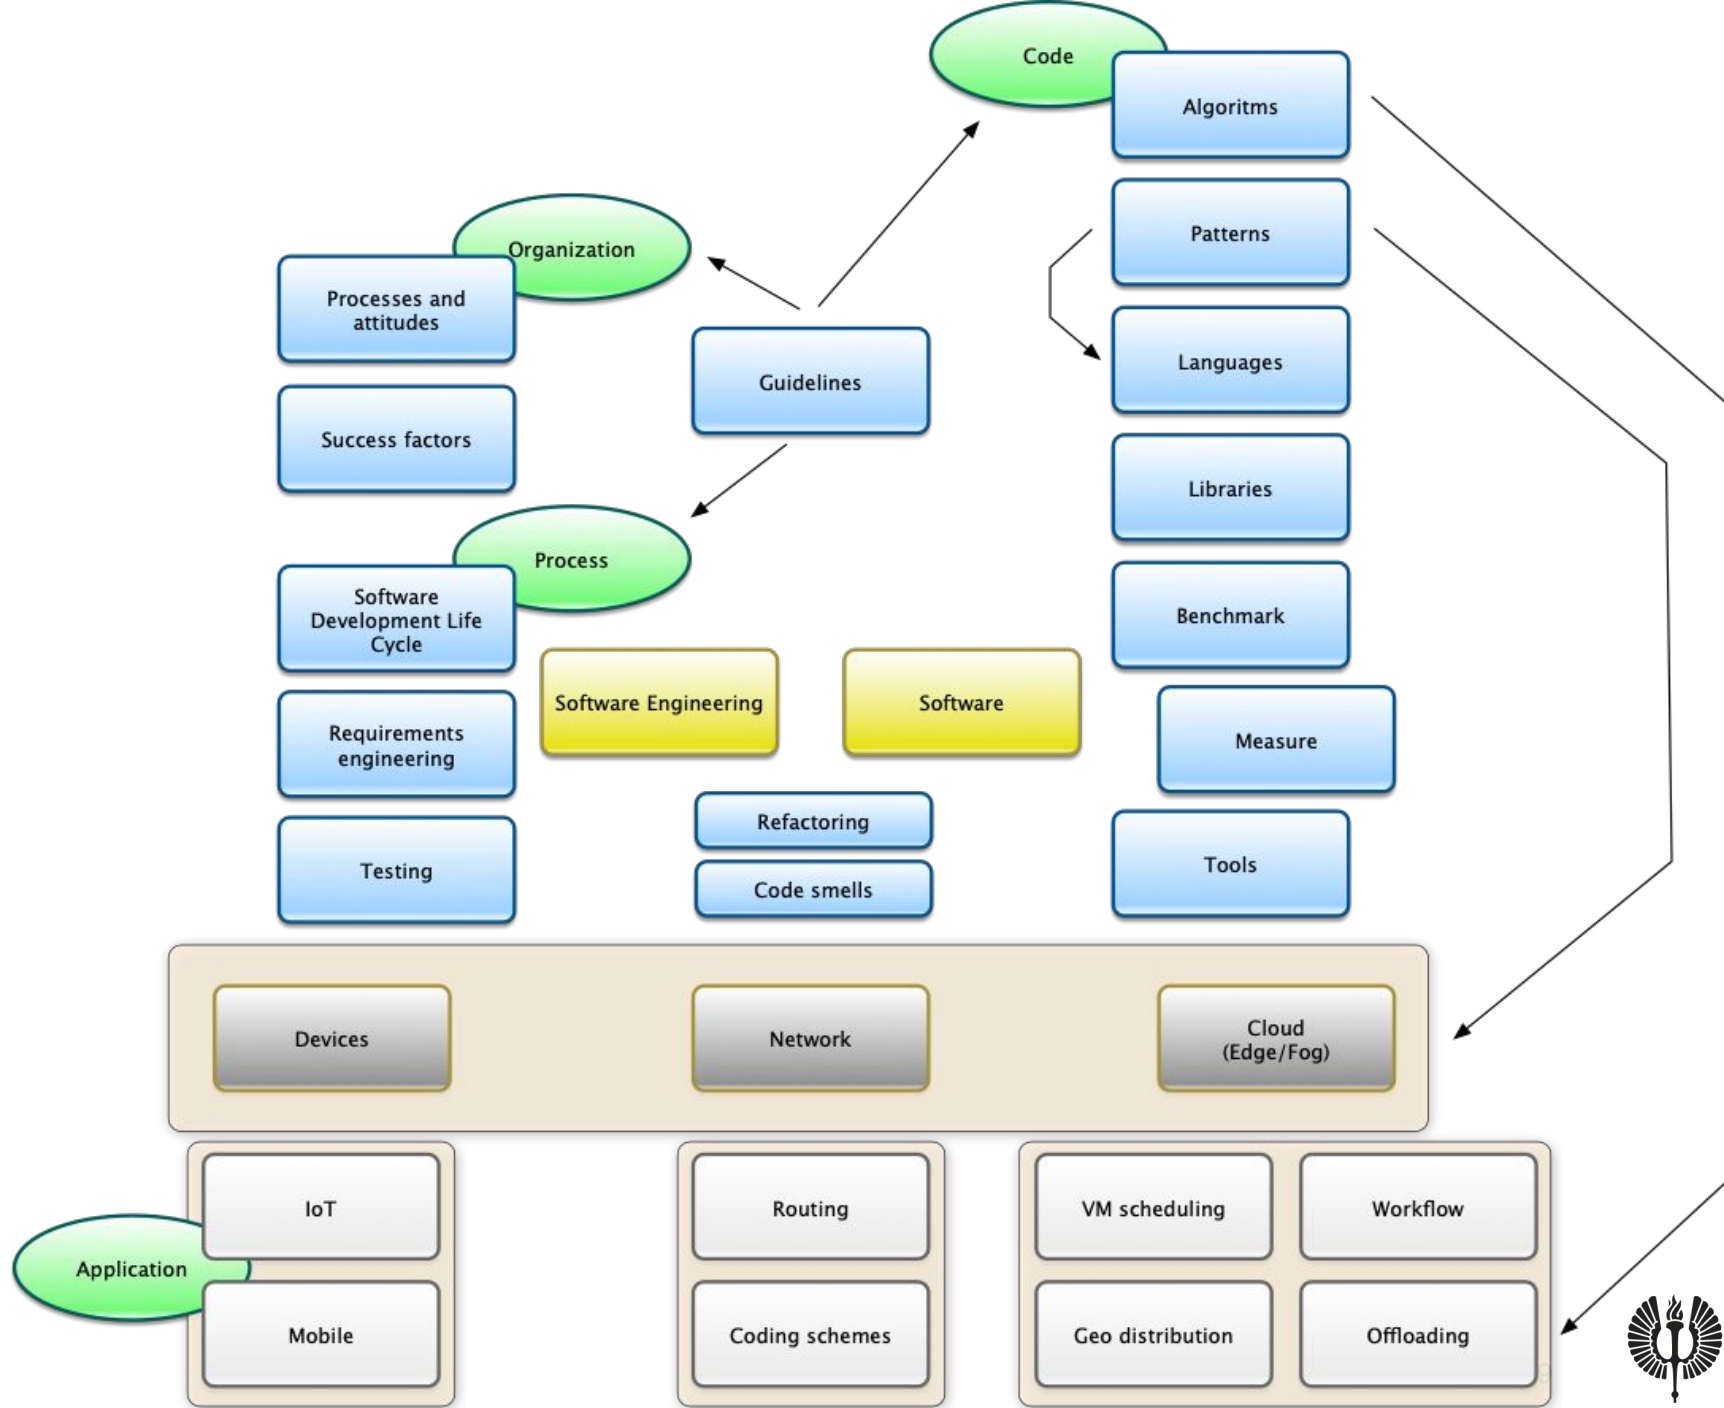 Code
Algoritms
Patterns
Organization
Processes and
attitudes
Guidelines
Languages
Success factors
Libraries
Process
Software
Development Life
Cycle
Benchmark
Software Engineering
Software
Requirements
engineering
Measure
Refactoring
Testing
Code smells
Tools
Devices
Network
Cloud
(Edge/Fog)
IoT
Routing
VM scheduling
Workflow
Application
Mobile
Coding schemes
Geo distribution
Offloading
9